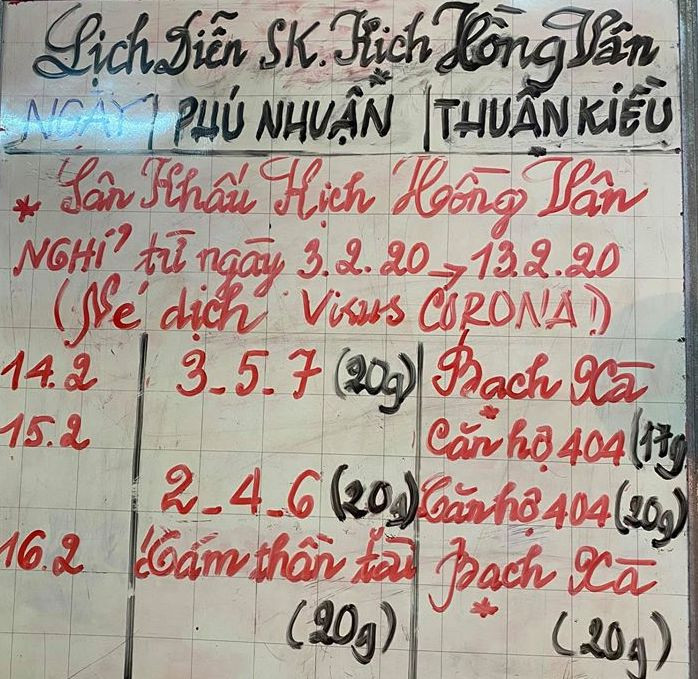 Lịch Diễn SK. Kịch Hồng Vân
NGÀY | PHÚ NHUẬN * | THUẬN KIỀU
* Sân Khấu Kịch Hồng Vân
NGHỈ từ ngày 3.2.20 → 13.2.20
(Né dịch Virus CORONA!)
14.2 3_5_7 (20g) Bạch Xà
15.2 Căn hộ 404 (17g)
2_4_6 (20g) Căn hộ 404 (20g)
16.2 Cám thần tài Bạch Xà
(20g) (20g)